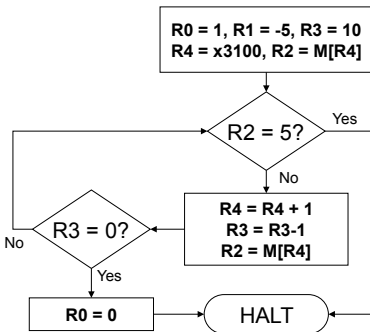 R0 = 1, R1 = -5, R3 = 10
R4 = x3100, R2 = M[R4]
R2 = 5?
Yes
No
R4 = R4 + 1
R3 = R3-1
R2 = M[R4]
R3 = 0?
No
Yes
R0 = 0
HALT